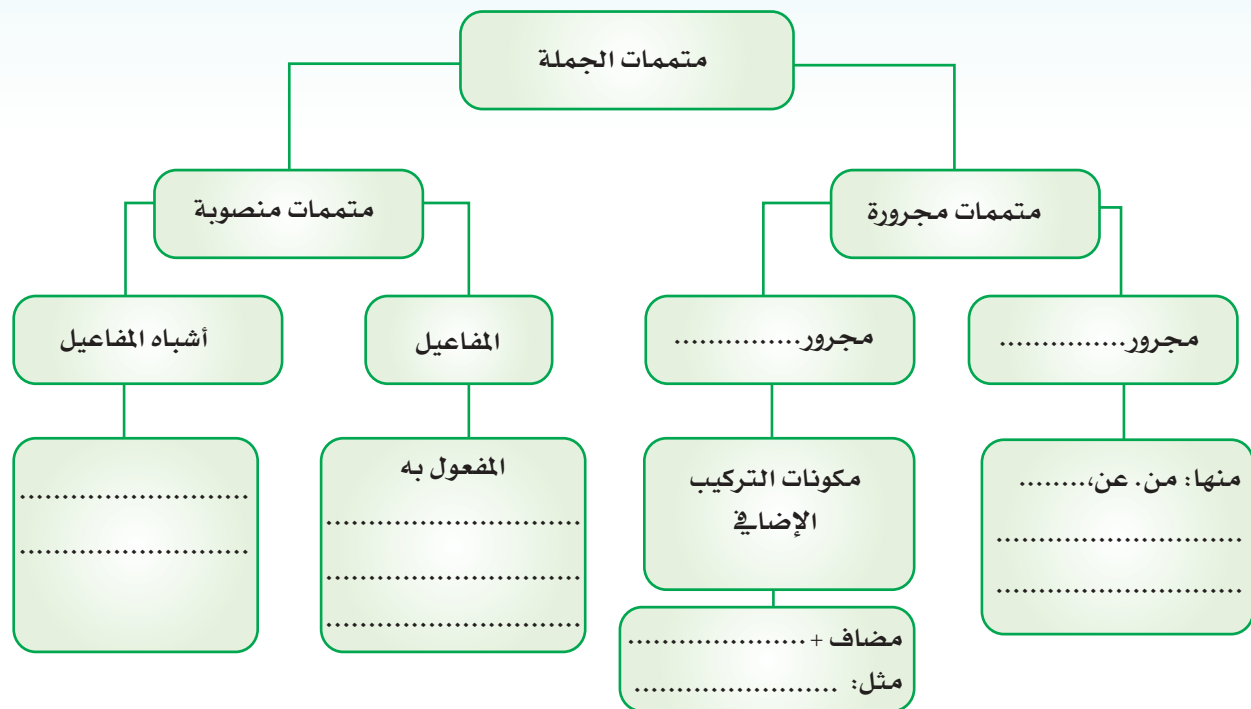 متممات الجملة
متممات مجرورة
متممات منصوبة
مجرور..............
مجرور...............
المفاعيل
أشباه المفاعيل
منها: من. عن،........
............................
............................
مكونات التركيب
الإضافي
مضاف + ......................
مثل: ........................
المفعول به
.............................
.............................
.............................
..........................
..........................